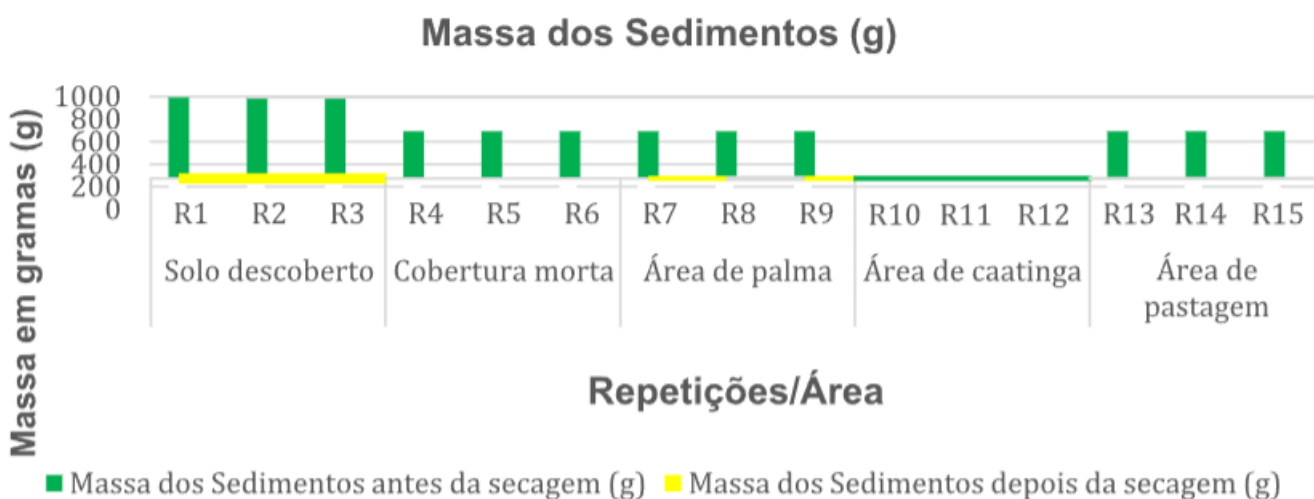 Massa dos Sedimentos (g)
Massa em gramas (g)
1000
800
600
400
200
0
R1 R2 R3 R4 R5 R6 R7 R8 R9 R10 R11 R12 R13 R14 R15
Solo descoberto Cobertura morta Área de palma Área de caatinga Área de
pastagem
Repetições/Área
Massa dos Sedimentos antes da secagem (g) Massa dos Sedimentos depois da secagem (g)